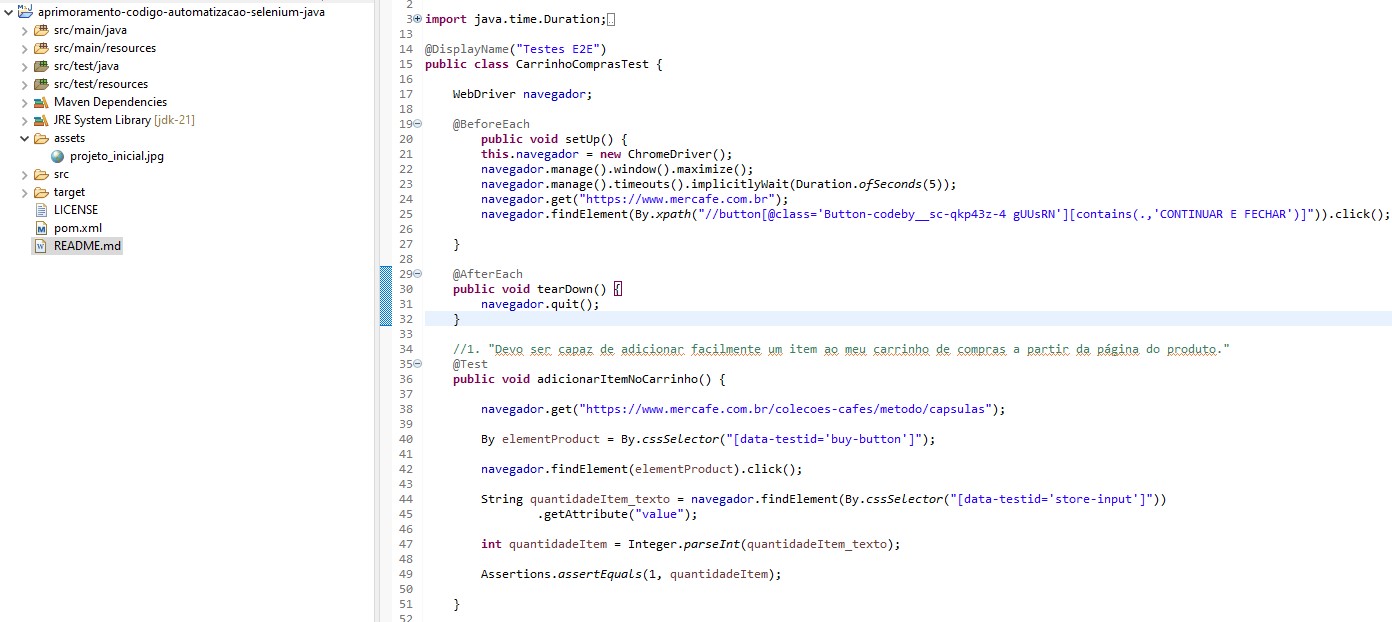 aprimoramento-codigo-automatizacao-selenium-java
src/main/java
src/main/resources
src/test/java
src/test/resources
Maven Dependencies
JRE System Library [jdk-21]
assets
projeto_inicial.jpg
src
target
LICENSE
pom.xml
README.md
2
3 import java.time.Duration;
13
14 @DisplayName("Testes E2E")
15 public class CarrinhoComprasTest {
16
17 WebDriver navegador;
18
19 @BeforeEach
20 public void setUp() {
21 this.navegador = new ChromeDriver();
22 navegador.manage().window().maximize();
23 navegador.manage().timeouts().implicitlyWait(Duration.ofSeconds(5));
24 navegador.get("https://www.mercafe.com.br");
25 navegador.findElement(By.xpath("//button[@class='Button-codeby__sc-qkp43z-4 gUUsRN'][contains(.,'CONTINUAR E FECHAR')]")).click();
26
27 }
28
29 @AfterEach
30 public void tearDown() {
31 navegador.quit();
32 }
33
34 //1. "Devo ser capaz de adicionar facilmente um item ao meu carrinho de compras a partir da página do produto."
35 @Test
36 public void adicionarItemNoCarrinho() {
37
38 navegador.get("https://www.mercafe.com.br/colecoes-cafes/metodo/capsulas");
39
40 By elementProduct = By.cssSelector("[data-testid='buy-button']");
41
42 navegador.findElement(elementProduct).click();
43
44 String quantidadeItem_texto = navegador.findElement(By.cssSelector("[data-testid='store-input']"))
45 .getAttribute("value");
46
47 int quantidadeItem = Integer.parseInt(quantidadeItem_texto);
48
49 Assertions.assertEquals(1, quantidadeItem);
50
51 }
52